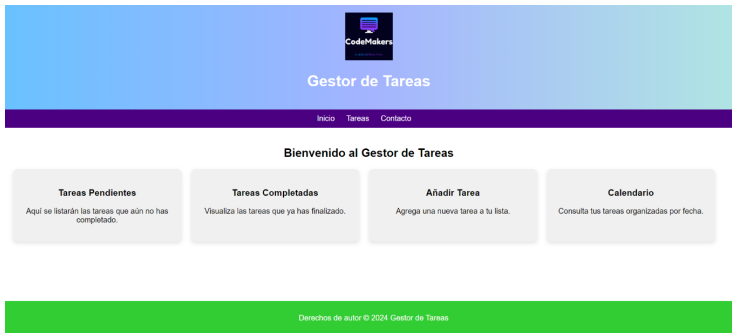 CodeMakers
Gestor de Tareas
Inicio Tareas Contacto
Bienvenido al Gestor de Tareas
Tareas Pendientes
Aquí se listarán las tareas que aún no has
completado.
Tareas Completadas
Visualiza las tareas que ya has finalizado.
Añadir Tarea
Agrega una nueva tarea a tu lista.
Calendario
Consulta tus tareas organizadas por fecha.
Derechos de autor © 2024 Gestor de Tareas